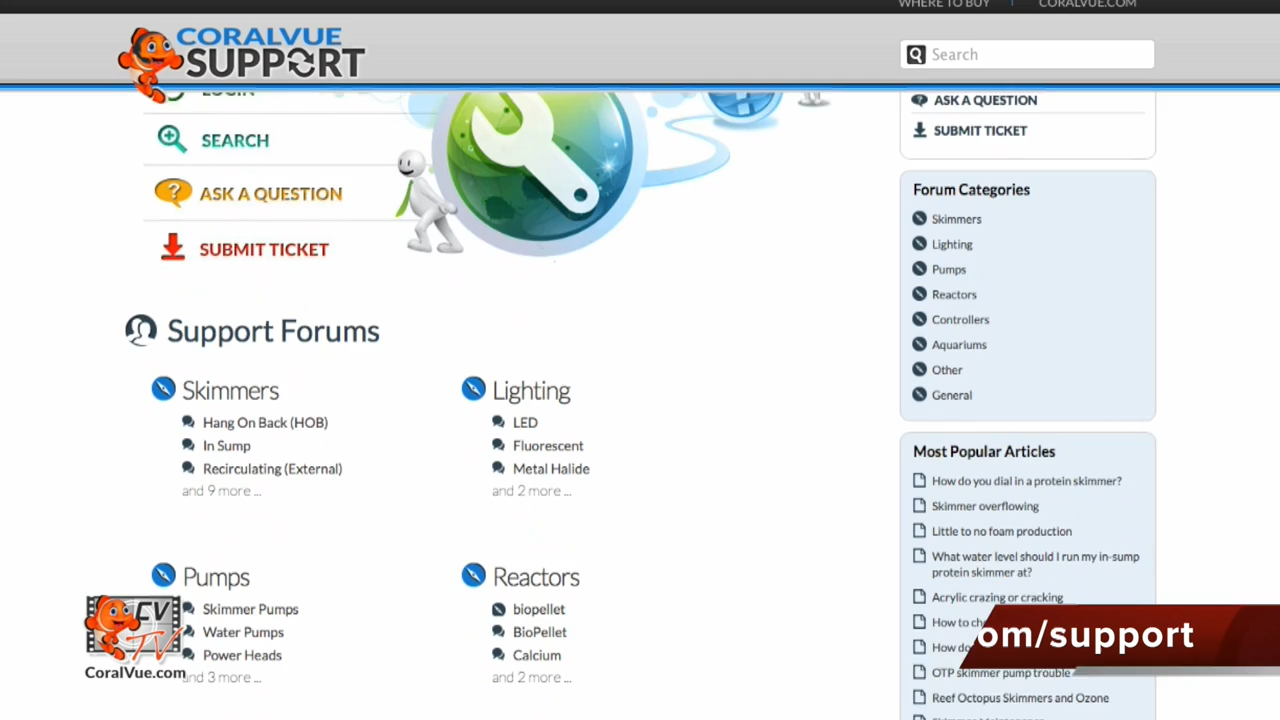 WHERE TO BUY
CORALVUE.COM
CORALVUE
SUPPORT
Search
LOGIN
SEARCH
ASK A QUESTION
SUBMIT TICKET
ASK A QUESTION
SUBMIT TICKET
Forum Categories
Skimmers
Lighting
Pumps
Reactors
Controllers
Aquariums
Other
General
Support Forums
Skimmers
Hang On Back (HOB)
In Sump
Recirculating (External)
and 9 more ...
Lighting
LED
Fluorescent
Metal Halide
and 2 more ...
Most Popular Articles
How do you dial in a protein skimmer?
Skimmer overflowing
Little to no foam production
What water level should I run my in-sump
protein skimmer at?
Acrylic crazing or cracking
How to
How do
OTP skimmer pump trouble
Reef Octopus Skimmers and Ozone
Pumps
Skimmer Pumps
Water Pumps
Power Heads
and 3 more ...
Reactors
biopellet
BioPellet
Calcium
and 2 more ...
CV
TV
CoralVue.com
om/support